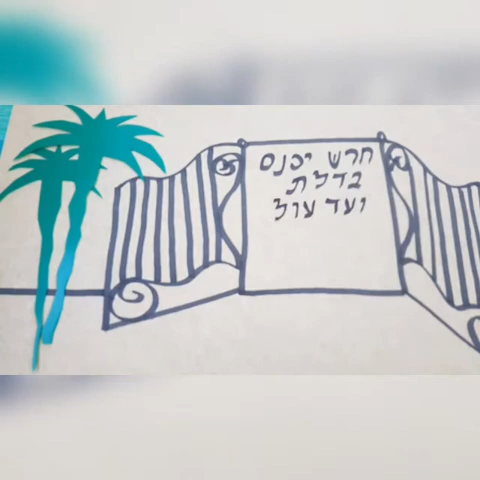 חרש יכנס
בדלת
ועד עול